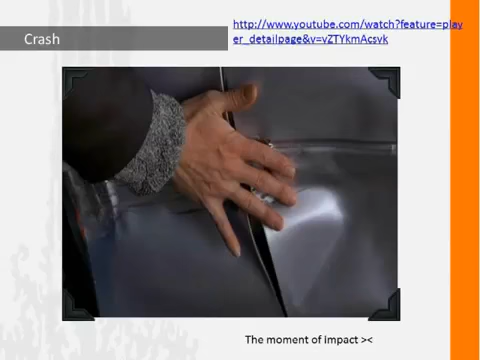 http://www.youtube.com/watch?feature=play
er_detailpage&v=vZTYkmAcsvk
Crash
The moment of impact ><